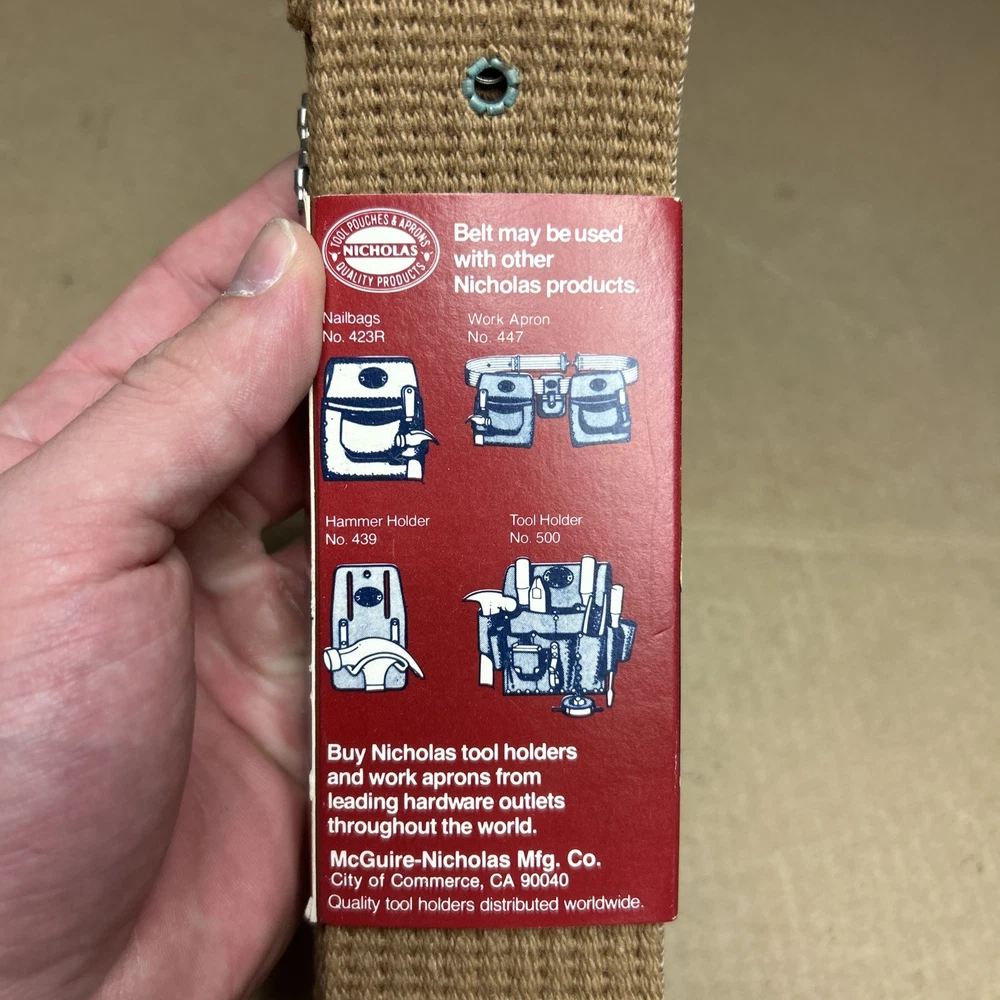 TOOL POUCHES & APRONS
NICHOLAS
QUALITY PRODUCTS
Belt may be used
with other
Nicholas products.
Nailbags
No. 423R
Work Apron
No. 447
Hammer Holder
No. 439
Tool Holder
No. 500
Buy Nicholas tool holders
and work aprons from
leading hardware outlets
throughout the world.
McGuire-Nicholas Mfg. Co.
City of Commerce, CA 90040
Quality tool holders distributed worldwide.